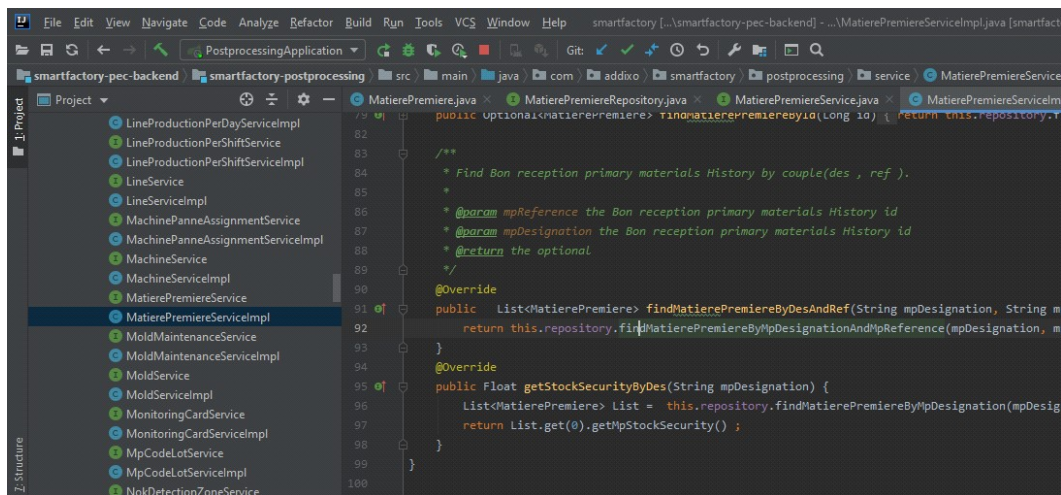 File Edit View Navigate Code Analyze Refactor Build Run Tools VCS Window Help smartfactory [...\smartfactory-pec-backend] - ...\MatierePremiereServiceImpl.java [smartfac
PostprocessingApplication Git:
smartfactory-pec-backend smartfactory-postprocessing src main java com addixo smartfactory postprocessing service MatierePremiereService
Project MatierePremiere.java MatierePremiereRepository.java MatierePremiereService.java MatierePremiereServiceIm
1: Project
LineProductionPerDayServiceImpl
LineProductionPerShiftService
LineProductionPerShiftServiceImpl
LineService
LineServiceImpl
MachinePanneAssignmentService
MachinePanneAssignmentServiceImpl
MachineService
MachineServiceImpl
MatierePremiereService
MatierePremiereServiceImpl
MoldMaintenanceService
MoldMaintenanceServiceImpl
MoldService
MoldServiceImpl
MonitoringCardService
MonitoringCardServiceImpl
MpCodeLotService
MpCodeLotServiceImpl
NokDetectionZoneService
Z: Structure
79 public Optional<MatierePremiere> findMatierePremiereById(Long id) { return this.repository.f
82
83 /**
84 * Find Bon reception primary materials History by couple(des , ref ).
85 *
86 * @param mpReference the Bon reception primary materials History id
87 * @param mpDesignation the Bon reception primary materials History id
88 * @return the optional
89 */
90 @Override
91 public List<MatierePremiere> findMatierePremiereByDesAndRef(String mpDesignation, String m
92 return this.repository.findMatierePremiereByMpDesignationAndMpReference(mpDesignation, m
93 }
94 @Override
95 public Float getStockSecurityByDes(String mpDesignation) {
96 List<MatierePremiere> List = this.repository.findMatierePremiereByMpDesignation(mpDesig
97 return List.get(0).getMpStockSecurity() ;
98 }
99 }
100